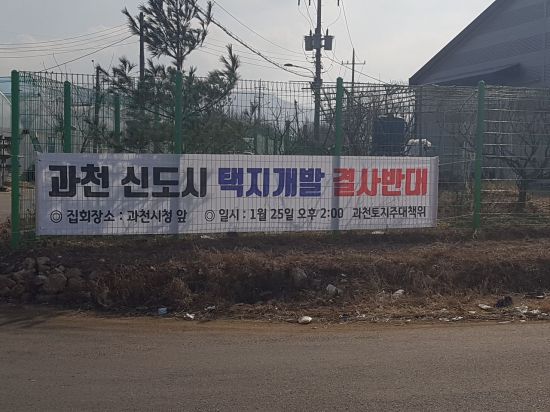 과천 신도시 택지개발 결사반대
◎ 집회장소 : 과천시청 앞 ◎ 일시 : 1월 25일 오후 2:00 과천토지주대책위